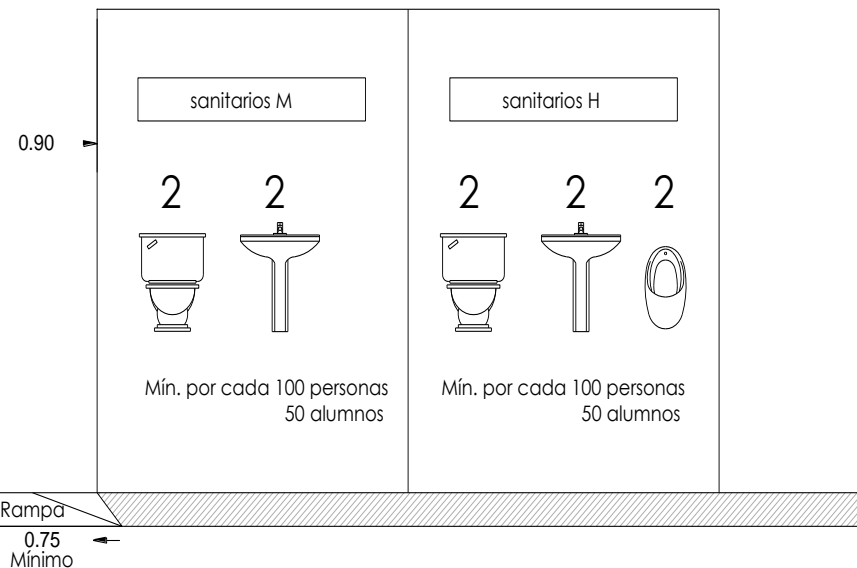 sanitarios M
sanitarios H
0.90
2 2
2 2 2
Mín. por cada 100 personas
50 alumnos
Mín. por cada 100 personas
50 alumnos
Rampa
0.75
Mínimo